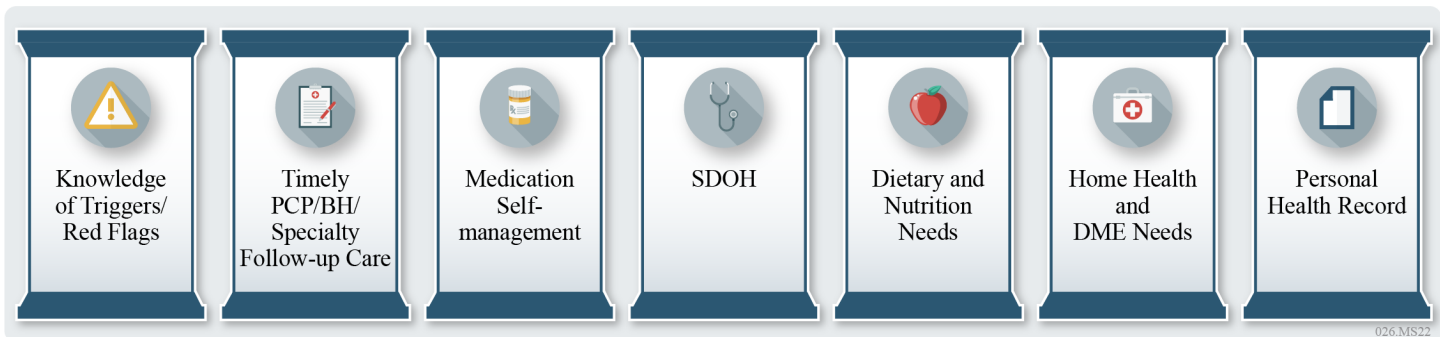 Knowledge
of Triggers/
Red Flags
Timely
PCP/BH/
Specialty
Follow-up Care
Medication
Self-
management
SDOH
Dietary and
Nutrition
Needs
Home Health
and
DME Needs
Personal
Health Record
026.MS22